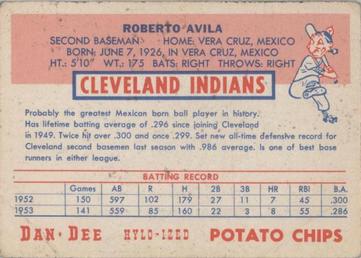 ROBERTO AVILA
SECOND BASEMAN HOME: VERA CRUZ, MEXICO
BORN: JUNE 7, 1926, IN VERA CRUZ, MEXICO
HT.: 5'10" WT.: 175 BATS: RIGHT THROWS: RIGHT
CLEVELAND INDIANS
Probably the greatest Mexican born ball player in history.
Has lifetime batting average of .296 since joining Cleveland
in 1949. Twice hit over .300 and once .299. Set new all-time defensive record for
Cleveland second basemen last season with .986 average. Is one of best base
runners in either league.
BATTING RECORD
Games AB R H 2B 3B HR RBI B.A.
1952 150 597 102 179 27 11 7 45 .300
1953 141 559 85 160 22 3 8 55 .286
DAN·DEE HYLO-IZED POTATO CHIPS